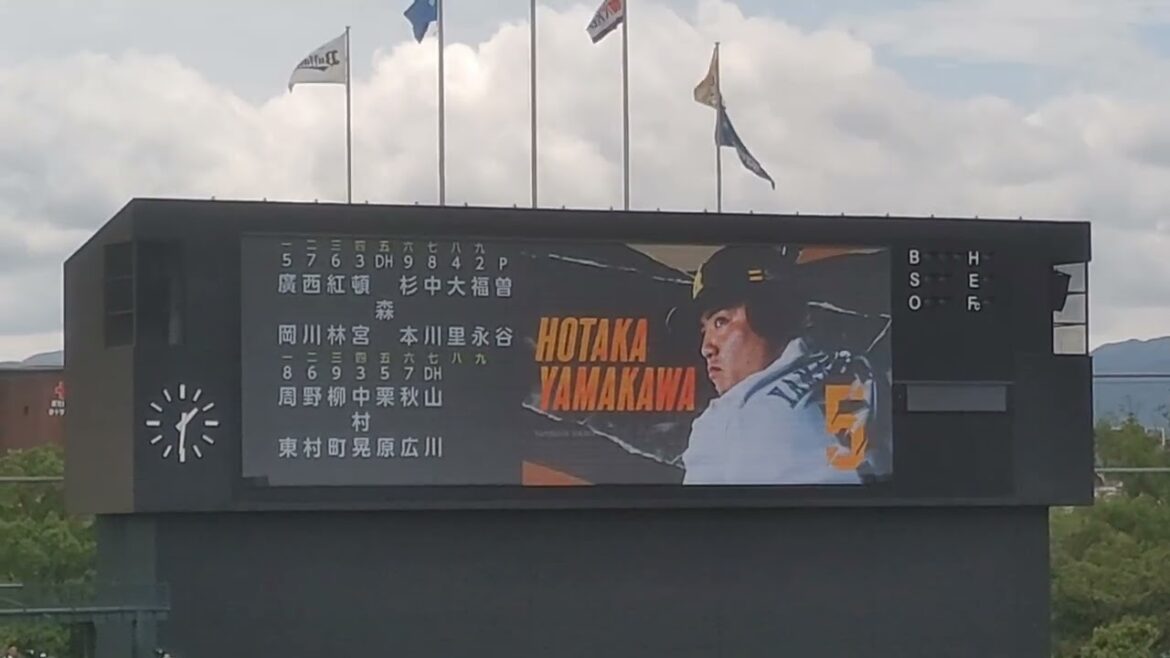 Buffaloes
一 二 三 四 五 六 七 八 九
5 7 6 3 DH 9 8 4 2 P
廣 西 紅 頓 杉 中 大 福 曽
森
岡 川 林 宮 本 川 里 永 谷
一 二 三 四 五 六 七 八 九
8 6 9 3 5 7 DH
周 野 柳 中 栗 秋 山
村
東 村 町 晃 原 広 川
HOTAKA
YAMAKAWA
5
B H
S E
O Fc